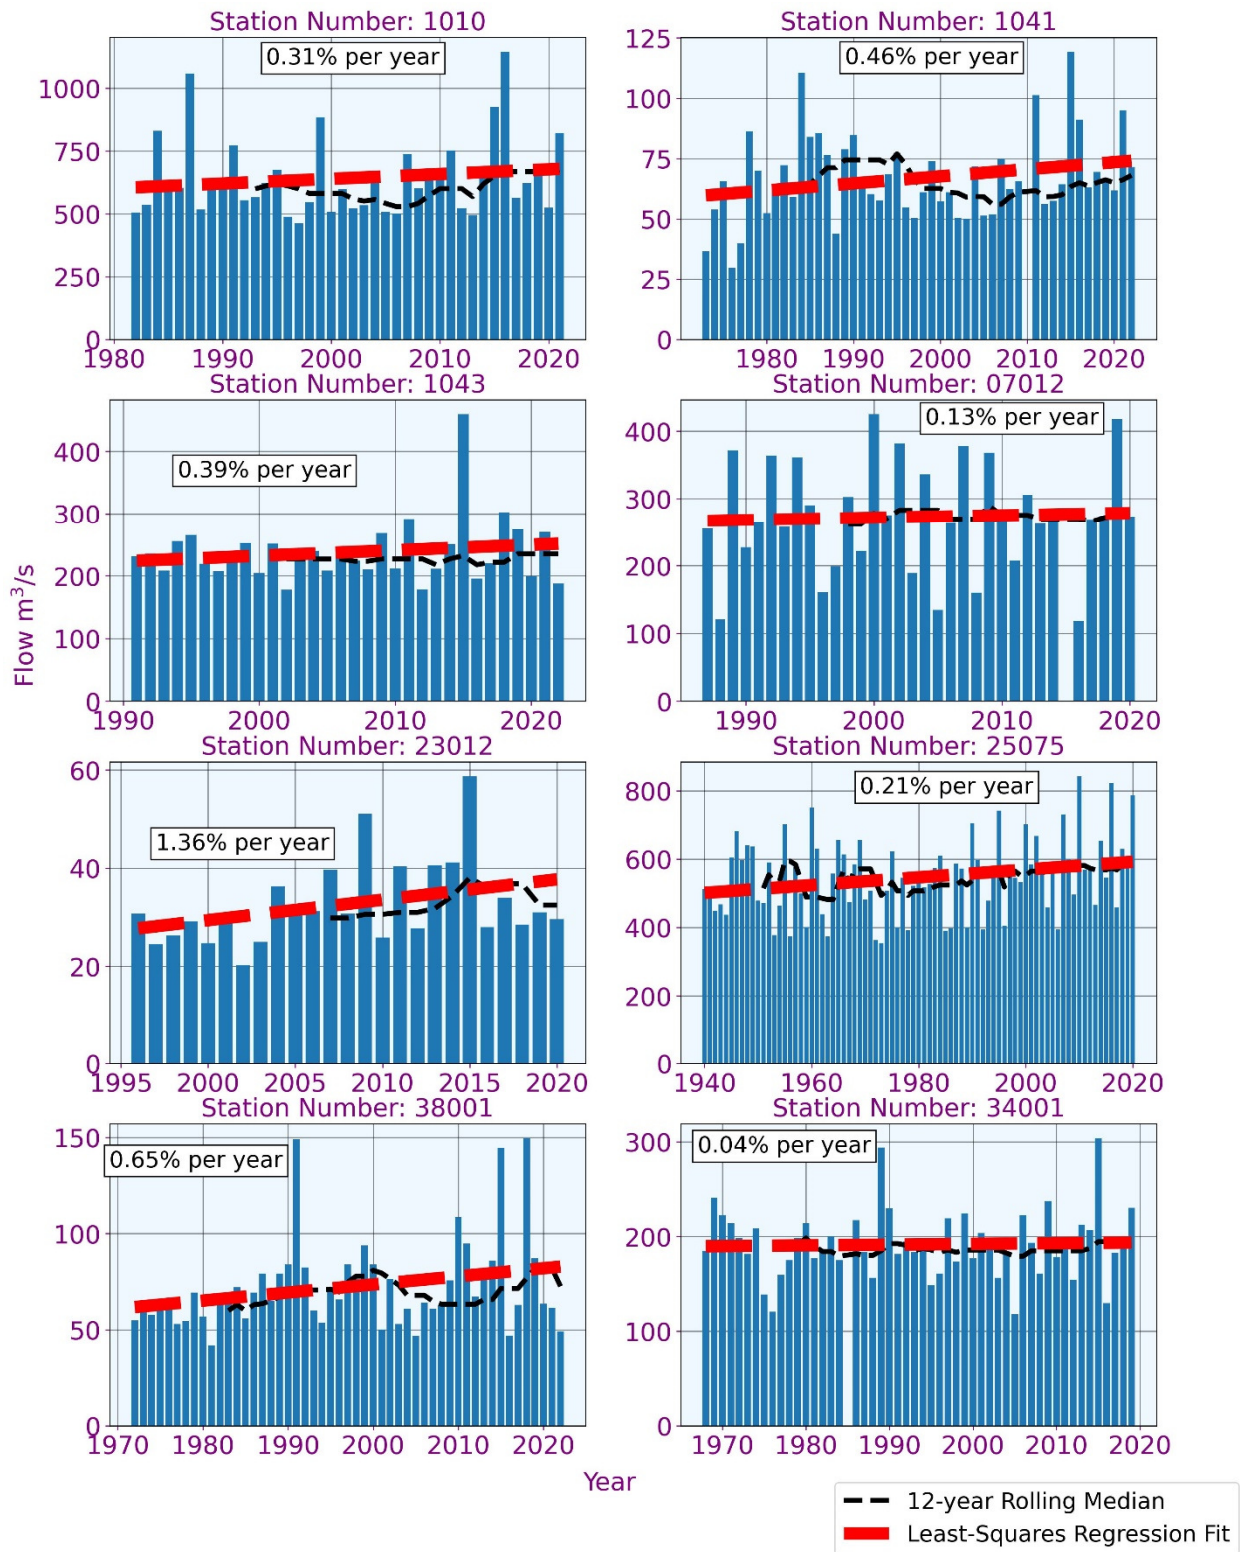 Station Number: 1010
Station Number: 1041
0.31% per year
0.46% per year
1000
750
500
250
0
125
100
75
50
25
0
1980 1990 2000 2010 2020
1980 1990 2000 2010 2020
Station Number: 1043
Station Number: 07012
0.39% per year
0.13% per year
400
300
200
100
0
400
300
200
100
0
1990 2000 2010 2020
1990 2000 2010 2020
Flow m³/s
Station Number: 23012
Station Number: 25075
1.36% per year
0.21% per year
60
40
20
0
800
600
400
200
0
1995 2000 2005 2010 2015 2020
1940 1960 1980 2000 2020
Station Number: 38001
Station Number: 34001
0.65% per year
0.04% per year
150
100
50
0
300
200
100
0
1970 1980 1990 2000 2010 2020
1970 1980 1990 2000 2010 2020
Year
12-year Rolling Median
Least-Squares Regression Fit